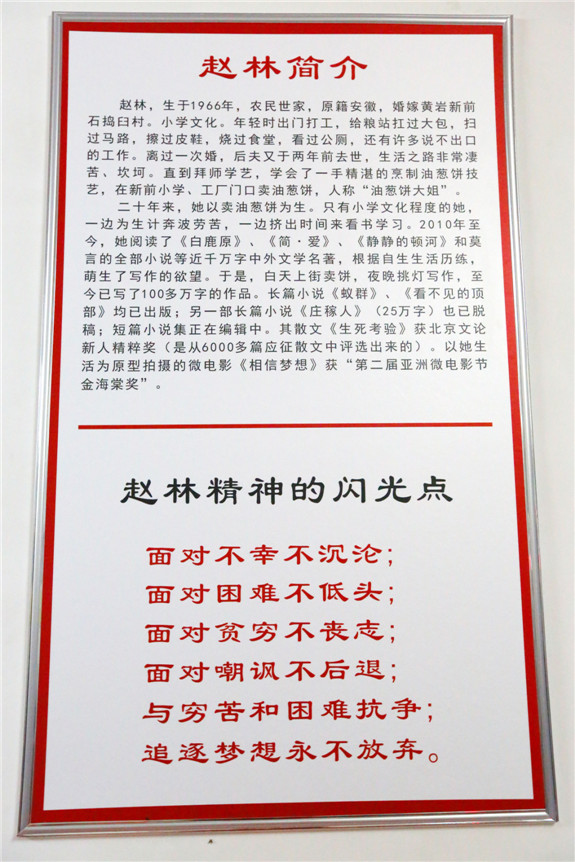 赵林简介
赵林，生于1966年，农民世家，原籍安徽，婚嫁黄岩新前
石捣臼村。小学文化。年轻时出门打工，给粮站扛过大包，扫
过马路，擦过皮鞋，烧过食堂，看过公厕，还有许多说不出口
的工作。离过一次婚，后夫又于两年前去世，生活之路非常凄
苦、坎坷。直到拜师学艺，学会了一手精湛的烹制油葱饼技
艺，在新前小学、工厂门口卖油葱饼，人称“油葱饼大姐”。
二十年来，她以卖油葱饼为生。只有小学文化程度的她，
一边为生计奔波劳苦，一边挤出时间来看书学习。2010年至
今，她阅读了《白鹿原》、《简·爱》、《静静的顿河》和莫
言的全部小说等近千万字中外文学名著，根据自生生活历练，
萌生了写作的欲望。于是，白天上街卖饼，夜晚挑灯写作，至
今已写了100多万字的作品。长篇小说《蚁群》、《看不见的顶
部》均已出版；另一部长篇小说《庄稼人》（25万字）也已脱
稿；短篇小说集正在编辑中。其散文《生死考验》获北京文论
新人精粹奖（是从6000多篇应征散文中评选出来的）。以她生
活为原型拍摄的微电影《相信梦想》获“第二届亚洲微电影节
金海棠奖”。
赵林精神的闪光点
面对不幸不沉沦；
面对困难不低头；
面对贫穷不丧志；
面对嘲讽不后退；
与穷苦和困难抗争；
追逐梦想永不放弃。